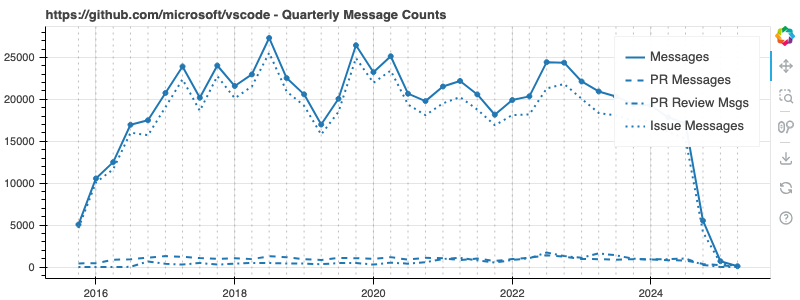 https://github.com/microsoft/vscode - Quarterly Message Counts
25000
20000
15000
10000
5000
0
2016
2018
2020
2022
2024
Messages
PR Messages
PR Review Msgs
Issue Messages